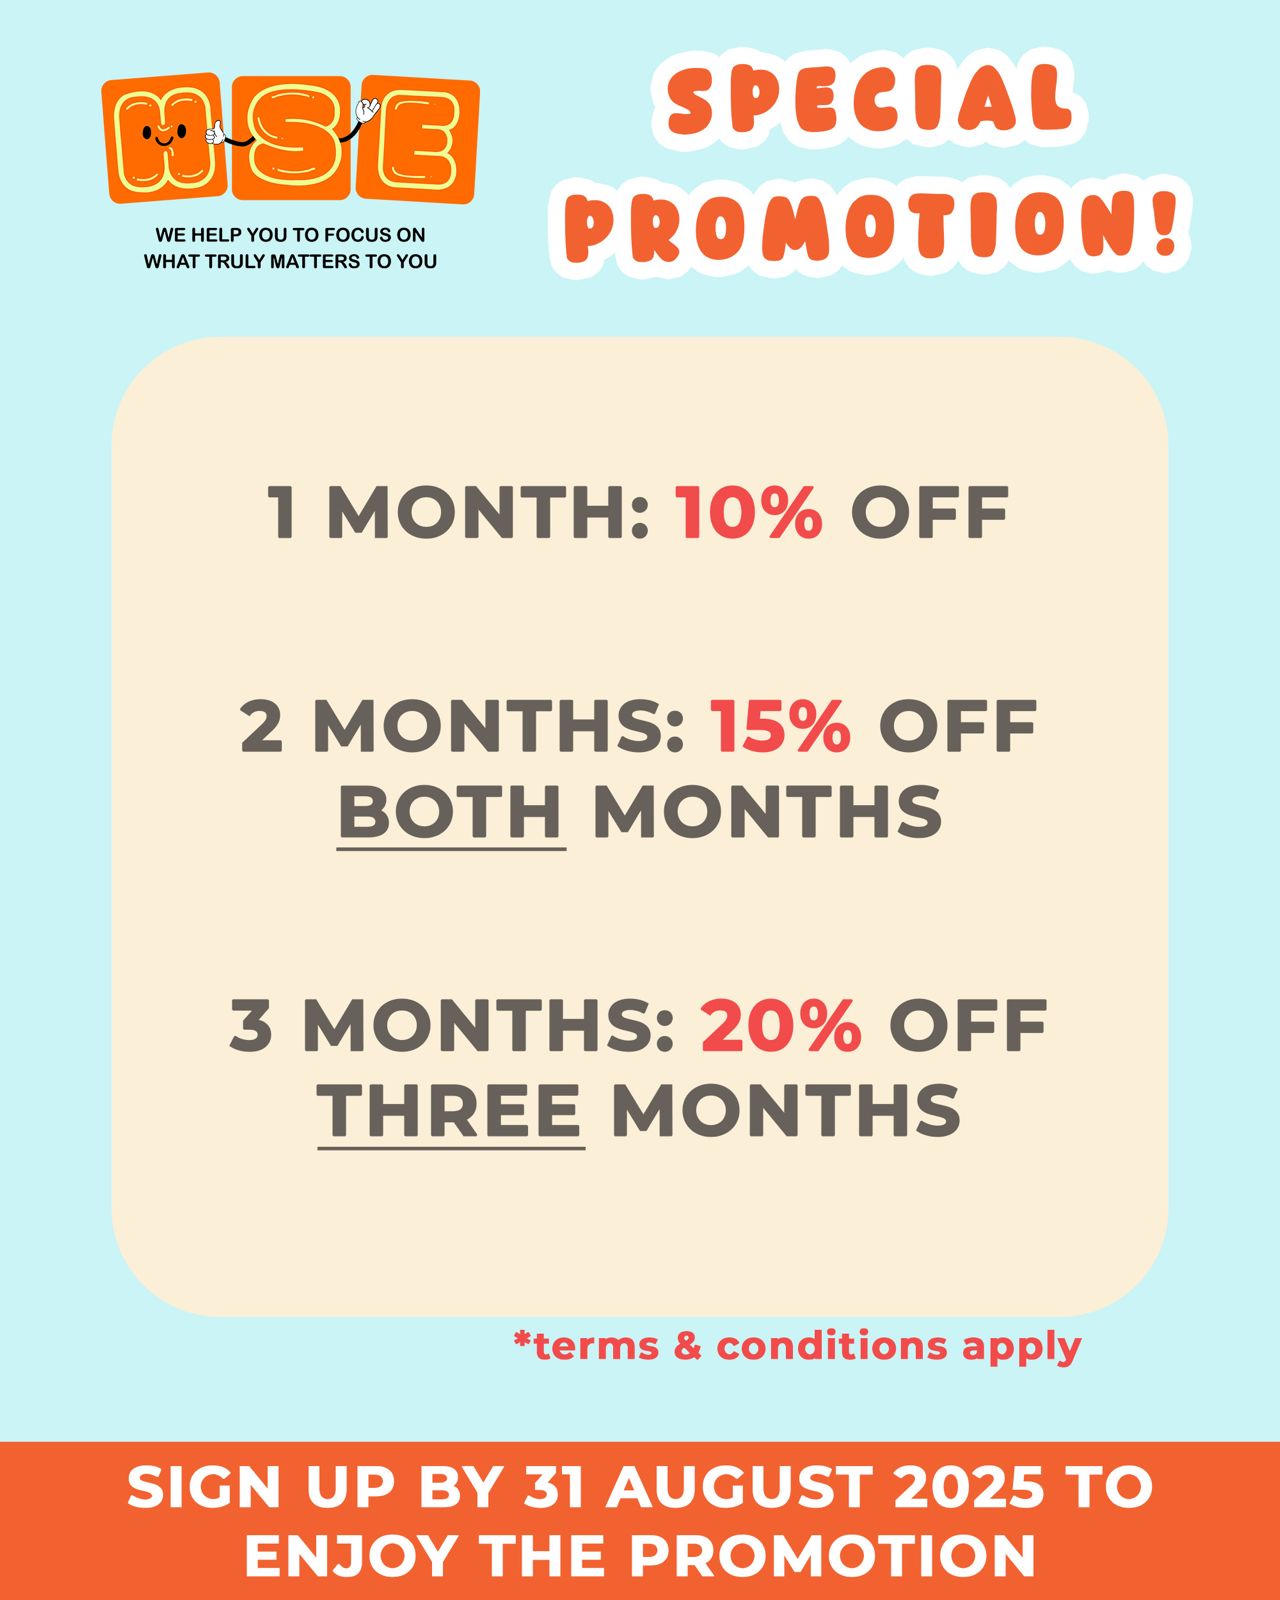 HSE
WE HELP YOU TO FOCUS ON
WHAT TRULY MATTERS TO YOU
SPECIAL
PROMOTION!
1 MONTH: 10% OFF
2 MONTHS: 15% OFF
BOTH MONTHS
3 MONTHS: 20% OFF
THREE MONTHS
*terms & conditions apply
SIGN UP BY 31 AUGUST 2025 TO
ENJOY THE PROMOTION